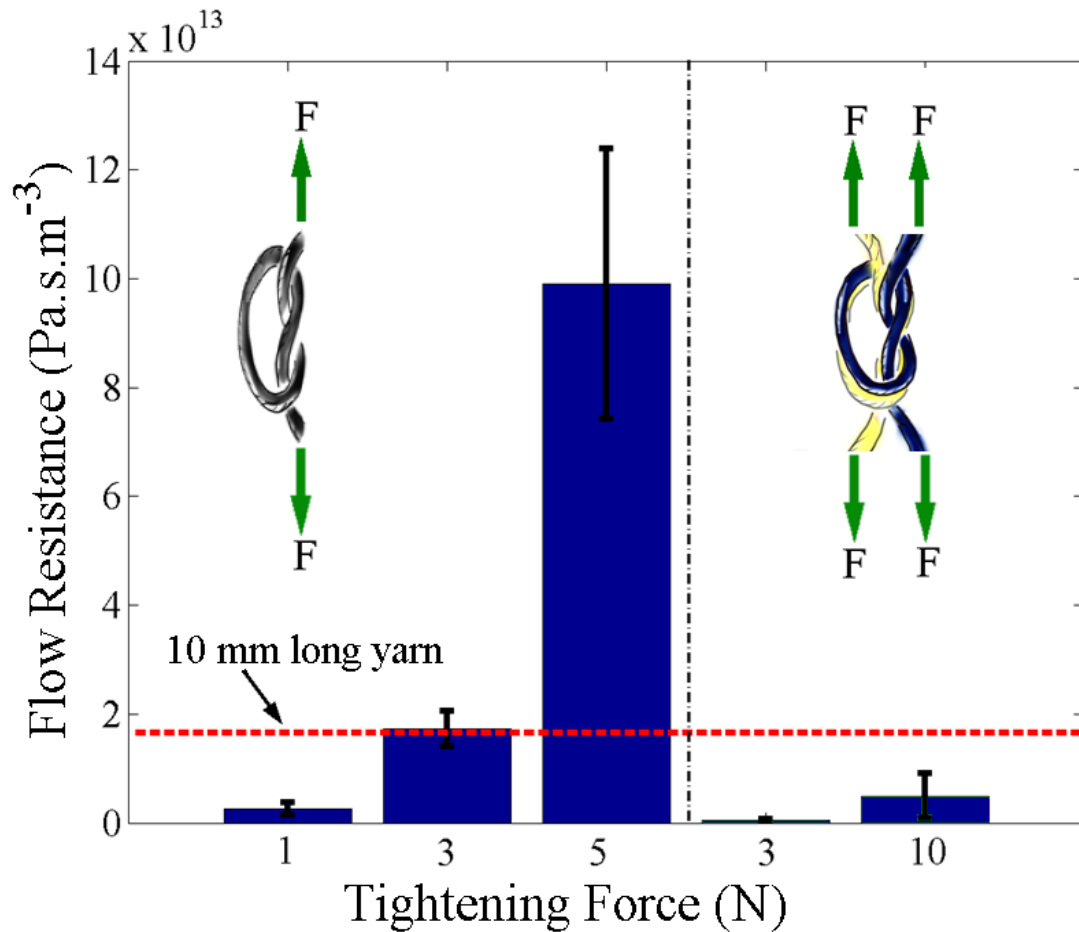 x 10^13
14
12
10
8
6
4
2
0
Flow Resistance (Pa.s.m^-3)
F
F
F F
F F
10 mm long yarn
1 3 5 3 10
Tightening Force (N)